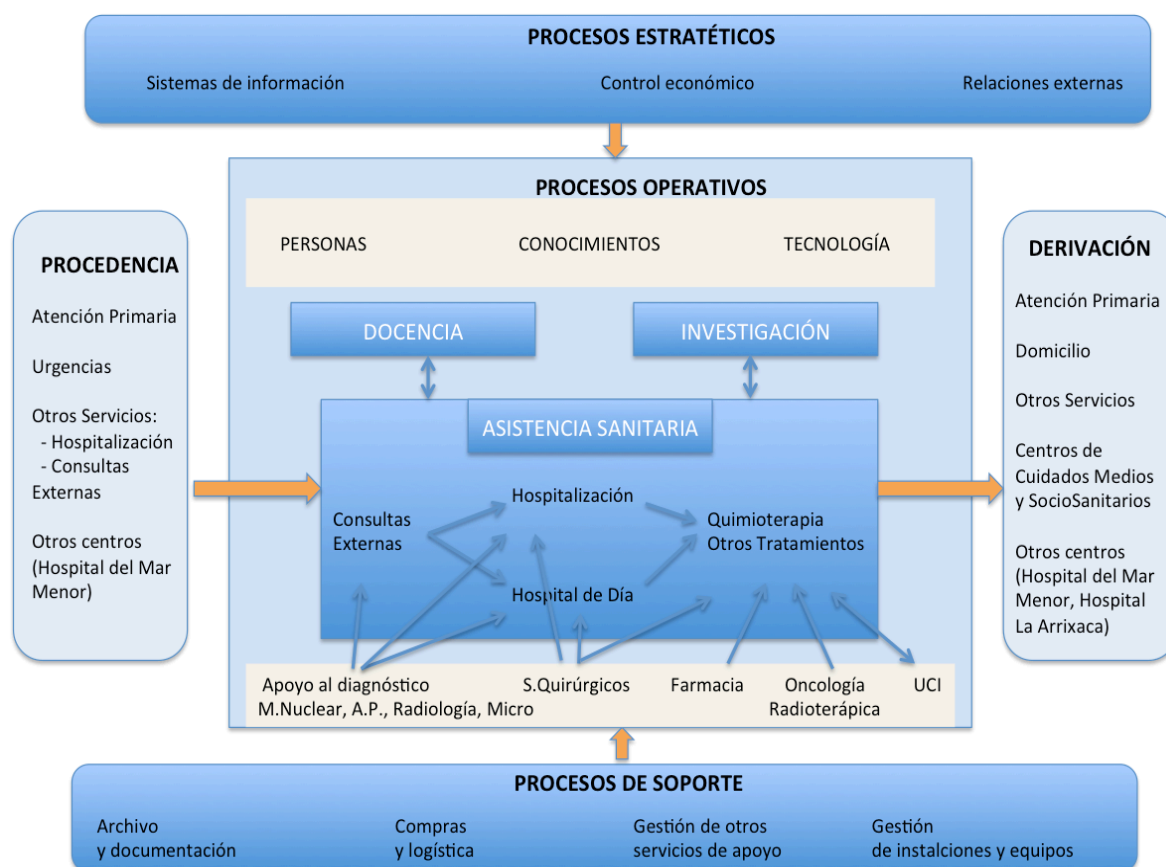 PROCESOS ESTRATÉTICOS
Sistemas de información
Control económico
Relaciones externas
PROCESOS OPERATIVOS
PERSONAS
CONOCIMIENTOS
TECNOLOGÍA
PROCEDENCIA
Atención Primaria
Urgencias
Otros Servicios:
- Hospitalización
- Consultas
Externas
Otros centros
(Hospital del Mar
Menor)
DOCENCIA
INVESTIGACIÓN
ASISTENCIA SANITARIA
Consultas
Externas
Hospitalización
Hospital de Día
Quimioterapia
Otros Tratamientos
Apoyo al diagnóstico
M.Nuclear, A.P., Radiología, Micro
S.Quirúrgicos
Farmacia
Oncología
Radioterápica
UCI
DERIVACIÓN
Atención Primaria
Domicilio
Otros Servicios
Centros de
Cuidados Medios
y SocioSanitarios
Otros centros
(Hospital del Mar
Menor, Hospital
La Arrixaca)
PROCESOS DE SOPORTE
Archivo
y documentación
Compras
y logística
Gestión de otros
servicios de apoyo
Gestión
de instalciones y equipos